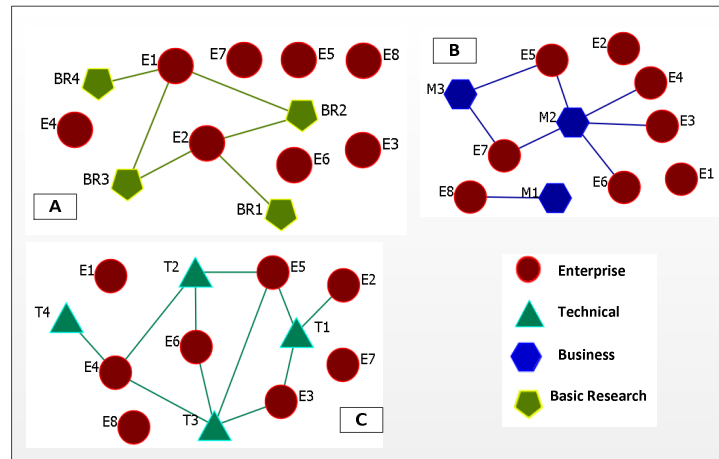 E1
E7
E5
E8
BR4
BR2
E4
E2
E3
E6
BR3
BR1
A
B
E2
E5
E4
M3
M2
E3
E7
E1
E6
E8
M1
E1
T2
E5
E2
T4
T1
E6
E7
E4
E3
T3
E8
C
Enterprise
Technical
Business
Basic Research